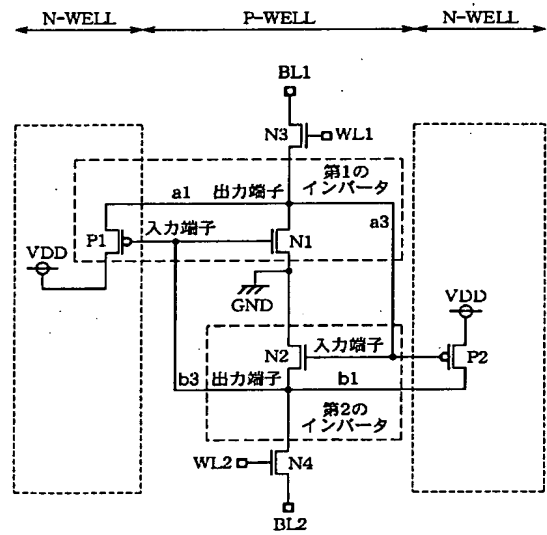 N-WELL P-WELL N-WELL
BL1
N3 WL1
第1の
インバータ
a1 出力端子
a3
P1 入力端子 N1
VDD
GND
VDD
N2 入力端子
P2
b3 出力端子 b1
第2の
インバータ
WL2 N4
BL2